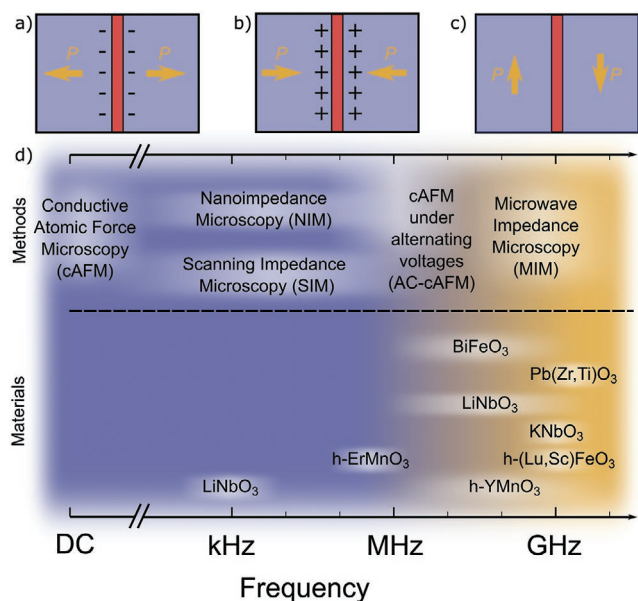 a)
b)
c)
- -
- -
- -
- -
- -
P
P
+ +
+ +
+ +
+ +
+ +
P
P
P
P
d)
Methods
Conductive
Atomic Force
Microscopy
(cAFM)
Nanoimpedance
Microscopy (NIM)
Scanning Impedance
Microscopy (SIM)
cAFM
under
alternating
voltages
(AC-cAFM)
Microwave
Impedance
Microscopy
(MIM)
Materials
BiFeO₃
Pb(Zr,Ti)O₃
LiNbO₃
KNbO₃
h-ErMnO₃
h-(Lu,Sc)FeO₃
LiNbO₃
h-YMnO₃
DC
kHz
MHz
GHz
Frequency